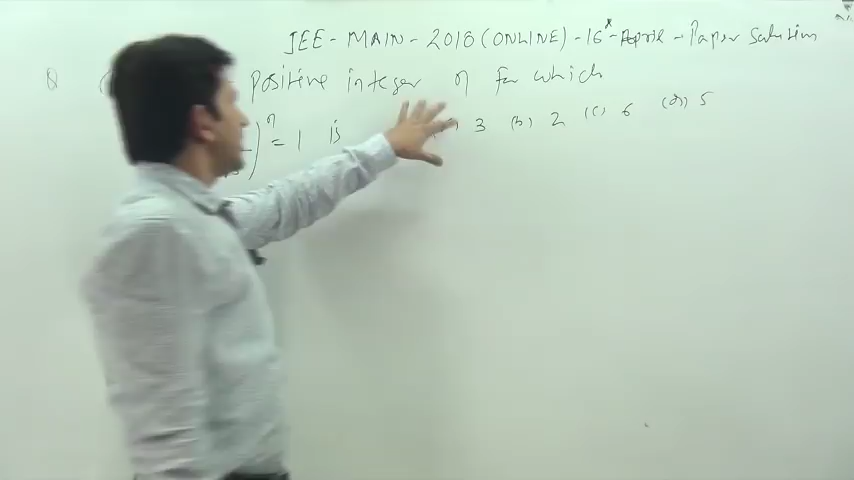 JEE - MAIN - 2018 (ONLINE) - 16th April - Paper Solution
Q positive integer n for which
)^n = 1 is 3 (b) 2 (c) 6 (d) 5